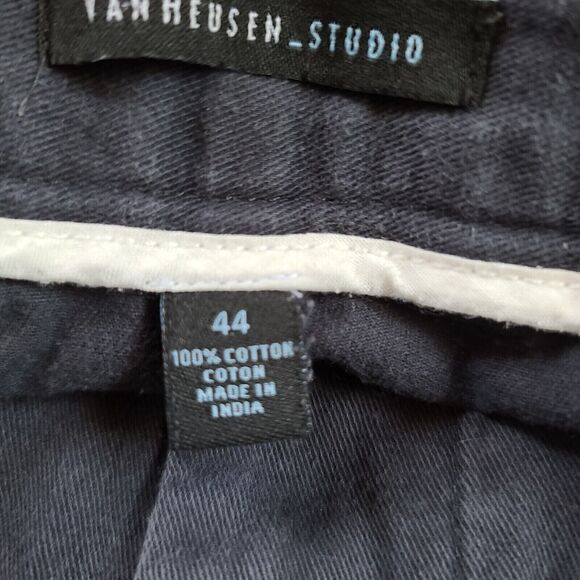 VAN HEUSEN_STUDIO
44
100% COTTON
COTON
MADE IN
INDIA